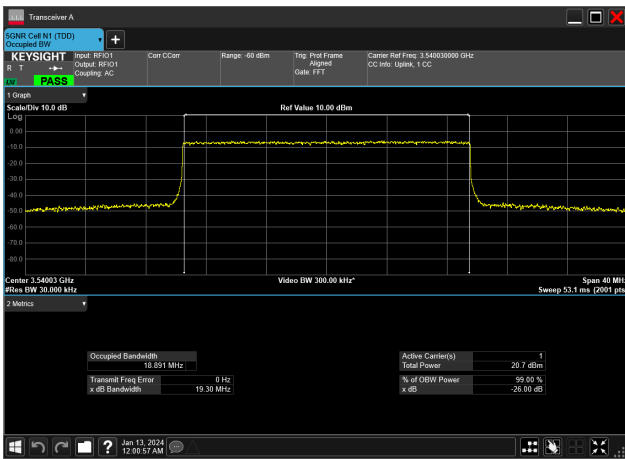 Transceiver A
5GNR Cell N1 (TDD)
Occupied BW
KEYSIGHT
R T
PASS
Input: RFIO1
Output: RFIO1
Coupling: AC
Corr CCorr
Range: -60 dBm
Trig: Prot Frame
Aligned
Gate: FFT
Carrier Ref Freq: 3.540030000 GHz
CC Info: Uplink, 1 CC
1 Graph
Scale/Div 10.0 dB
Ref Value 10.00 dBm
Log
0.00
-10.0
-20.0
-30.0
-40.0
-50.0
-60.0
-70.0
-80.0
Center 3.54003 GHz
Video BW 300.00 kHz*
Span 40 MHz
#Res BW 30.000 kHz
Sweep 53.1 ms (2001 pts
2 Metrics
Occupied Bandwidth
18.891 MHz
Transmit Freq Error 0 Hz
x dB Bandwidth 19.30 MHz
Active Carrier(s) 1
Total Power 20.7 dBm
% of OBW Power 99.00 %
x dB -26.00 dB
?
Jan 13, 2024
12:00:57 AM